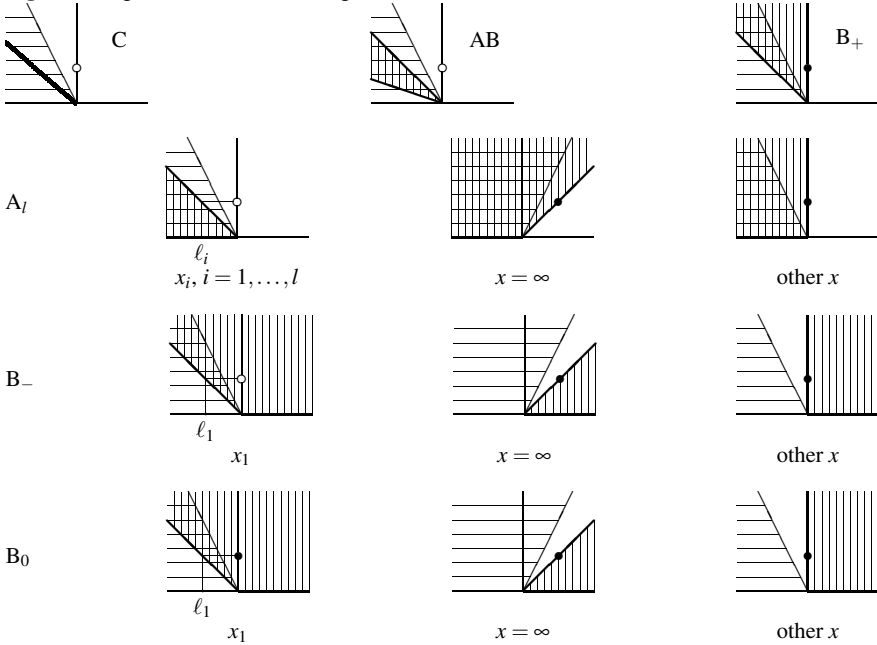 C AB B₊
Aₗ
ℓᵢ
xᵢ, i = 1,...,l x = ∞ other x
B₋
ℓ₁
x₁ x = ∞ other x
B₀
ℓ₁
x₁ x = ∞ other x